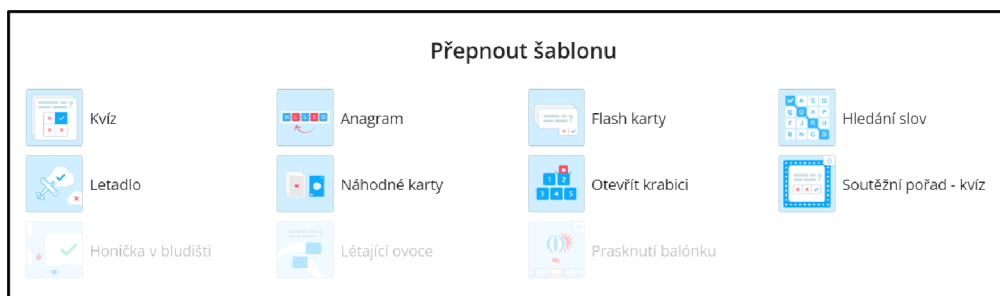 Přepnout šablonu
Kvíz
Anagram
Flash karty
Hledání slov
Letadlo
Náhodné karty
Otevřít krabici
Soutěžní pořad - kvíz
Honička v bludišti
Létající ovoce
Prasknutí balónku